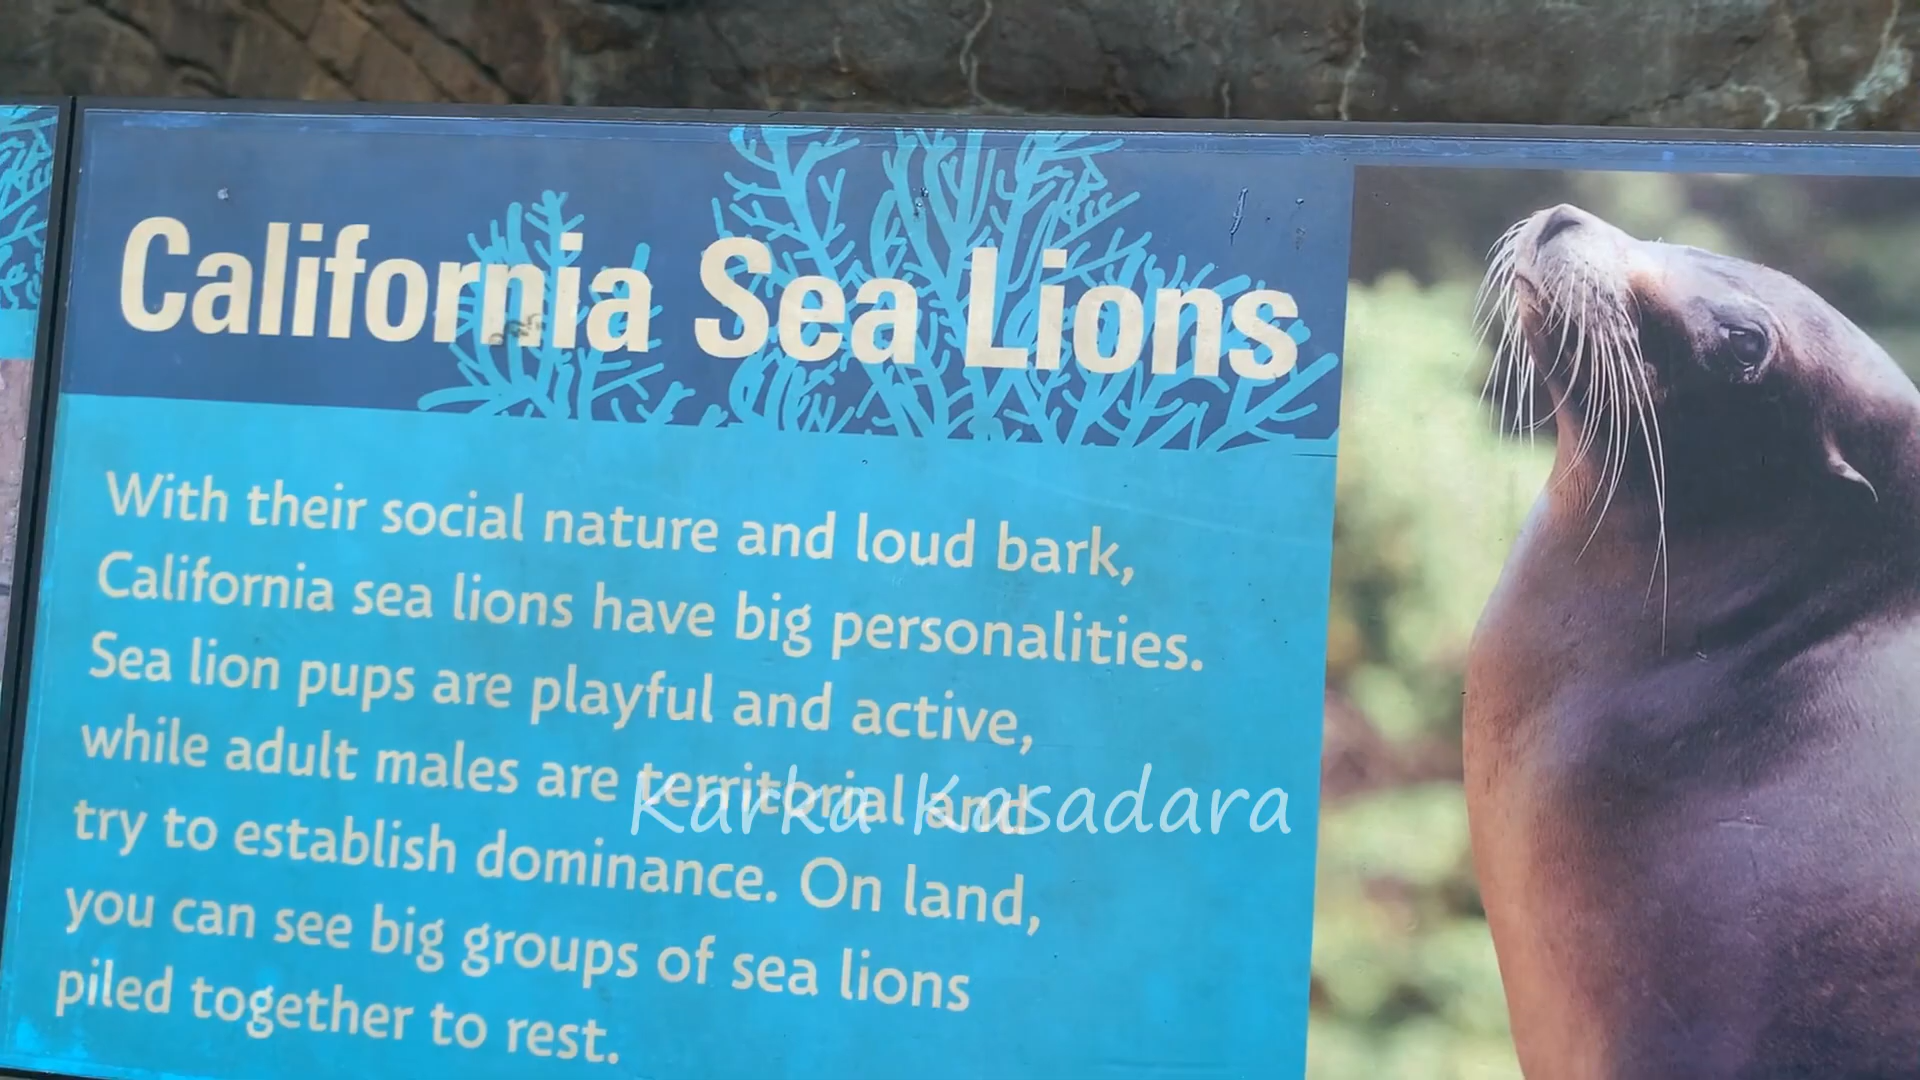 California Sea Lions
With their social nature and loud bark,
California sea lions have big personalities.
Sea lion pups are playful and active,
while adult males are territorial and
try to establish dominance. On land,
you can see big groups of sea lions
piled together to rest.
Karka Kasadara